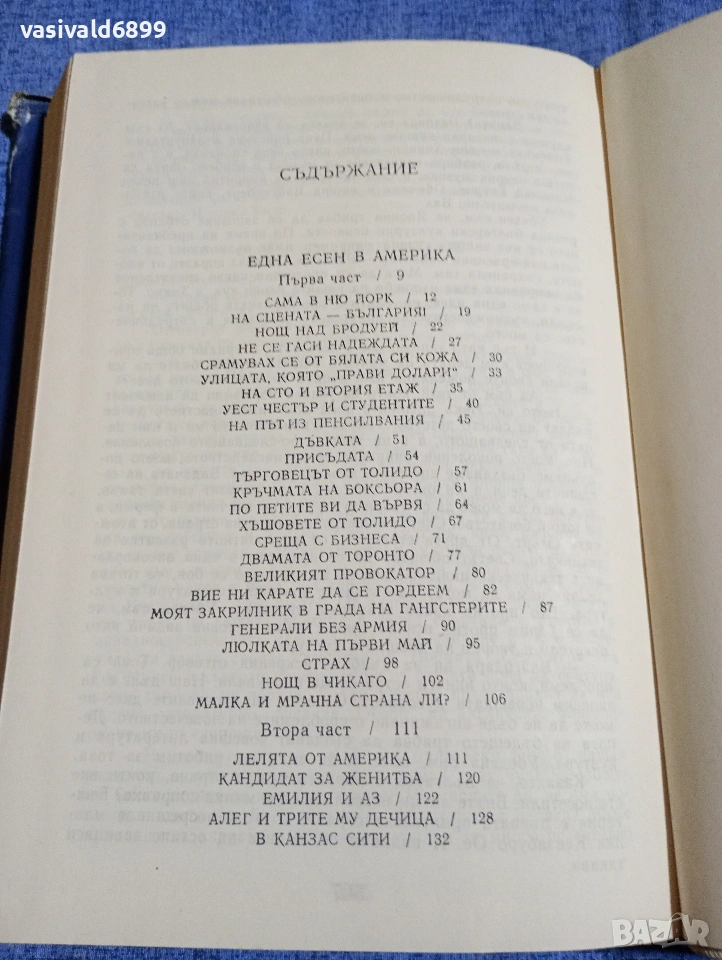 vasivald6899
СЪДЪРЖАНИЕ
ЕДНА ЕСЕН В АМЕРИКА
Първа част / 9
САМА В НЮ ЙОРК / 12
НА СЦЕНАТА — БЪЛГАРИЯ! / 19
НОЩ НАД БРОДУЕЙ / 22
НЕ СЕ ГАСИ НАДЕЖДАТА / 27
СРАМУВАХ СЕ ОТ БЯЛАТА СИ КОЖА / 30
УЛИЦАТА, КОЯТО „ПРАВИ ДОЛАРИ“ / 33
НА СТО И ВТОРИЯ ЕТАЖ / 35
УЕСТ ЧЕСТЪР И СТУДЕНТИТЕ / 40
НА ПЪТ ИЗ ПЕНСИЛВАНИЯ / 45
ДЪВКАТА / 51
ПРИСЪДАТА / 54
ТЪРГОВЕЦЪТ ОТ ТОЛИДО / 57
КРЪЧМАТА НА БОКСЬОРА / 61
ПО ПЕТИТЕ ВИ ДА ВЪРВЯ / 64
ХЪШОВЕТЕ ОТ ТОЛИДО / 67
СРЕЩА С БИЗНЕСА / 71
ДВАМАТА ОТ ТОРОНТО / 77
ВЕЛИКИЯТ ПРОВОКАТОР / 80
ВИЕ НИ КАРАТЕ ДА СЕ ГОРДЕЕМ / 82
МОЯТ ЗАКРИЛНИК В ГРАДА НА ГАНГСТЕРИТЕ / 87
ГЕНЕРАЛИ БЕЗ АРМИЯ / 90
ЛЮЛКАТА НА ПЪРВИ МАЙ / 95
СТРАХ / 98
НОЩ В ЧИКАГО / 102
МАЛКА И МРАЧНА СТРАНА ЛИ? / 106
Втора част / 111
ЛЕЛЯТА ОТ АМЕРИКА / 111
КАНДИДАТ ЗА ЖЕНИТБА / 120
ЕМИЛИЯ И АЗ / 122
АЛЕГ И ТРИТЕ МУ ДЕЧИЦА / 128
В КАНЗАС СИТИ / 132
BAZAR